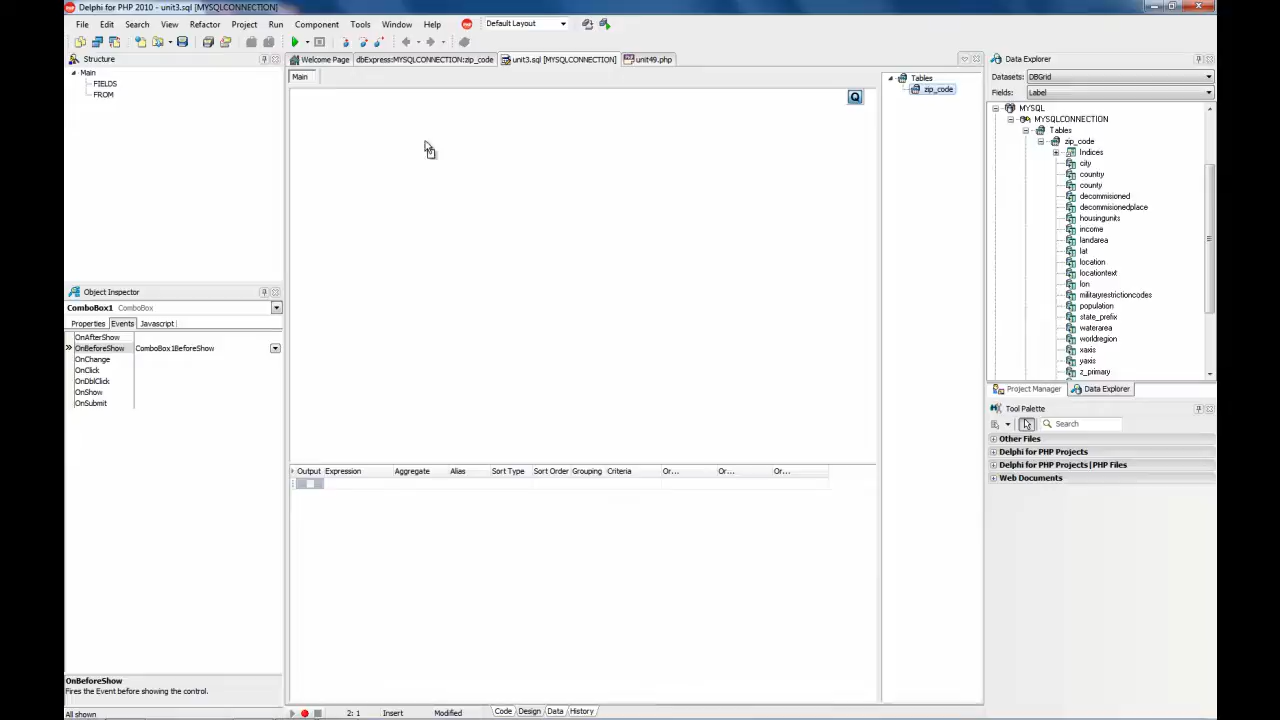 Delphi for PHP 2010 - unit3.sql [MYSQLCONNECTION]
File Edit Search View Refactor Project Run Component Tools Window Help Default Layout
Structure
Main
FIELDS
FROM
Object Inspector
ComboBox1 ComboBox
Properties Events Javascript
OnAfterShow
OnBeforeShow ComboBox1BeforeShow
OnChange
OnClick
OnDblClick
OnShow
OnSubmit
OnBeforeShow
Fires the Event before showing the control.
All shown
Welcome Page dbExpress:MYSQLCONNECTION:zip_code unit3.sql [MYSQLCONNECTION] unit49.php
Main
Q
Tables
zip_code
Output Expression Aggregate Alias Sort Type Sort Order Grouping Criteria Or... Or... Or...
2: 1 Insert Modified Code Design Data History
Data Explorer
Datasets: DBGrid
Fields: Label
MYSQL
MYSQLCONNECTION
Tables
zip_code
Indices
city
country
county
decommisioned
decommisionedplace
housingunits
income
landarea
lat
location
locationtext
lon
militaryrestrictioncodes
population
state_prefix
waterarea
worldregion
xaxis
yaxis
z_primary
Project Manager Data Explorer
Tool Palette
Search
Other Files
Delphi for PHP Projects
Delphi for PHP Projects | PHP Files
Web Documents